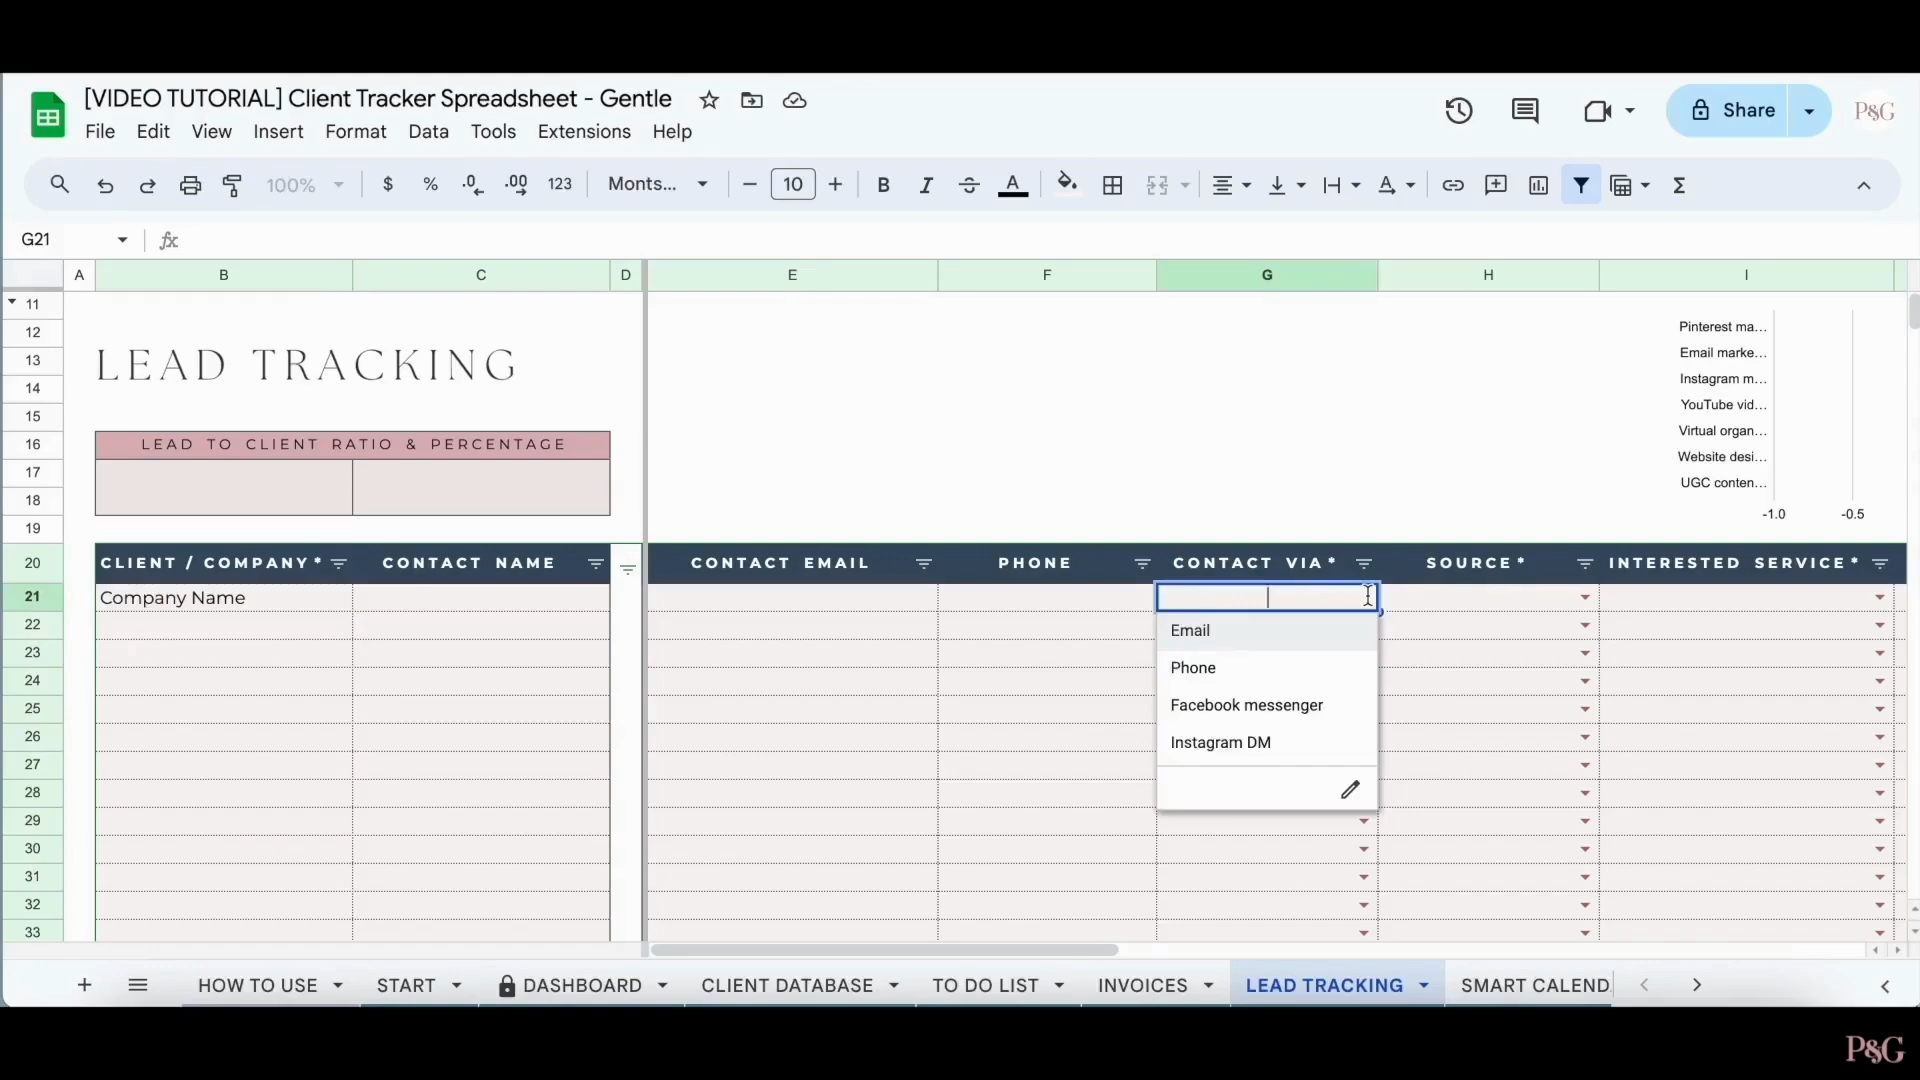 [VIDEO TUTORIAL] Client Tracker Spreadsheet - Gentle
File Edit View Insert Format Data Tools Extensions Help
Share
P&G
100% $ % .0 .00 123 Monts... 10 B I A
G21 fx
A B C D E F G H I
11
12
13
14
15
16
17
18
19
20
21
22
23
24
25
26
27
28
29
30
31
32
33
LEAD TRACKING
LEAD TO CLIENT RATIO & PERCENTAGE
Pinterest ma...
Email marke...
Instagram m...
YouTube vid...
Virtual organ...
Website desi...
UGC conten...
-1.0 -0.5
CLIENT / COMPANY* CONTACT NAME CONTACT EMAIL PHONE CONTACT VIA* SOURCE* INTERESTED SERVICE*
Company Name
Email
Phone
Facebook messenger
Instagram DM
HOW TO USE START DASHBOARD CLIENT DATABASE TO DO LIST INVOICES LEAD TRACKING SMART CALEND
P&G